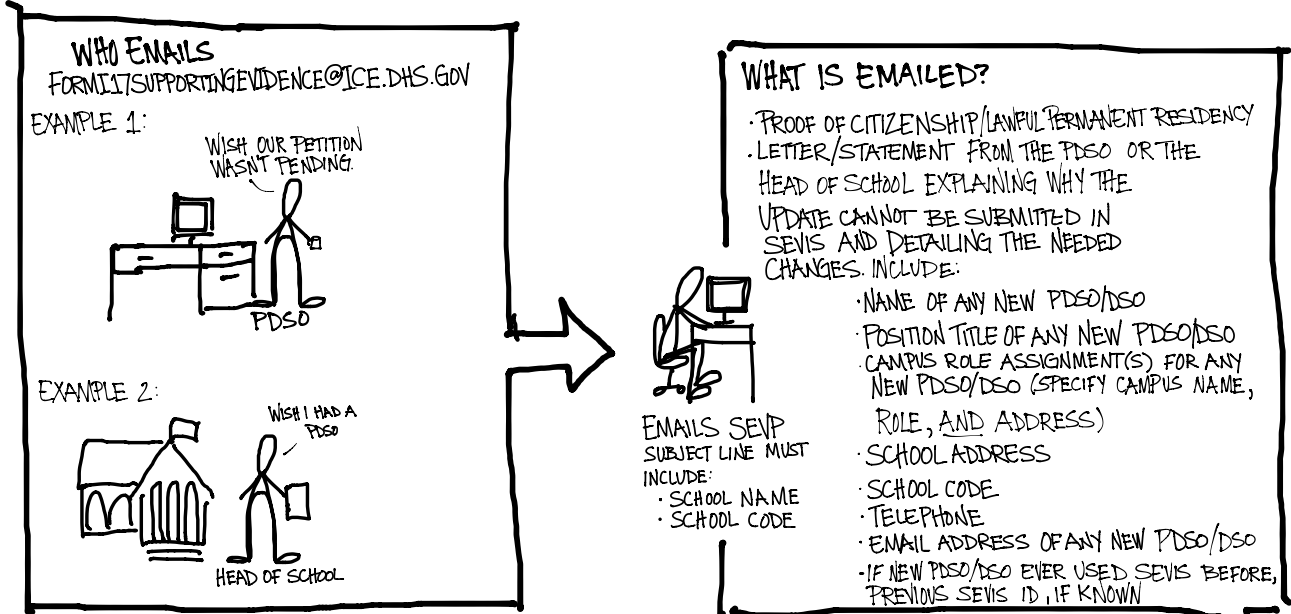 WHO EMAILS
FORMI17SUPPORTINGEVIDENCE@ICE.DHS.GOV
EXAMPLE 1:
WISH OUR PETITION
WASN'T PENDING.
PDSO
EXAMPLE 2:
WISH I HAD A
PDSO
HEAD OF SCHOOL
EMAILS SEVP
SUBJECT LINE MUST
INCLUDE:
· SCHOOL NAME
· SCHOOL CODE
WHAT IS EMAILED?
· PROOF OF CITIZENSHIP/LAWFUL PERMANENT RESIDENCY
· LETTER/STATEMENT FROM THE PDSO OR THE
HEAD OF SCHOOL EXPLAINING WHY THE
UPDATE CANNOT BE SUBMITTED IN
SEVIS AND DETAILING THE NEEDED
CHANGES. INCLUDE:
· NAME OF ANY NEW PDSO/DSO
· POSITION TITLE OF ANY NEW PDSO/DSO
· CAMPUS ROLE ASSIGNMENT(S) FOR ANY
NEW PDSO/DSO (SPECIFY CAMPUS NAME,
ROLE, AND ADDRESS)
· SCHOOL ADDRESS
· SCHOOL CODE
· TELEPHONE
· EMAIL ADDRESS OF ANY NEW PDSO/DSO
· IF NEW PDSO/DSO EVER USED SEVIS BEFORE,
PREVIOUS SEVIS ID, IF KNOWN